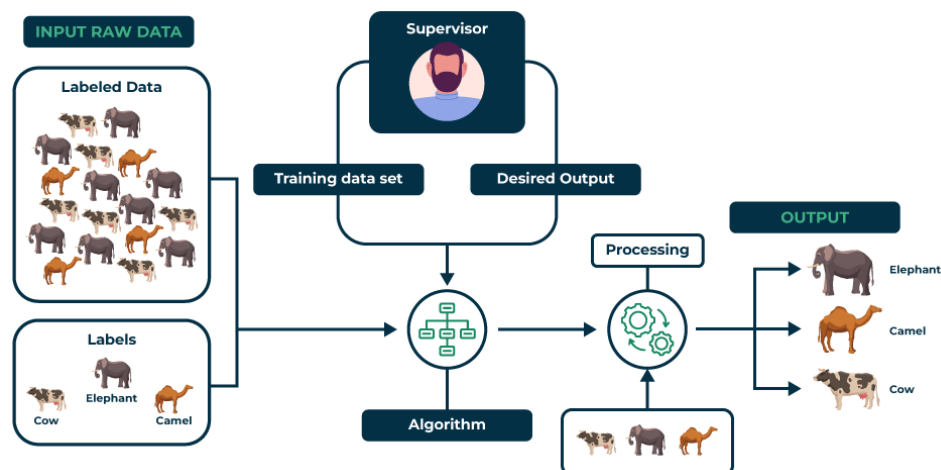 INPUT RAW DATA
Labeled Data
Supervisor
Training data set
Desired Output
OUTPUT
Processing
Elephant
Camel
Cow
Labels
Elephant
Cow
Camel
Algorithm